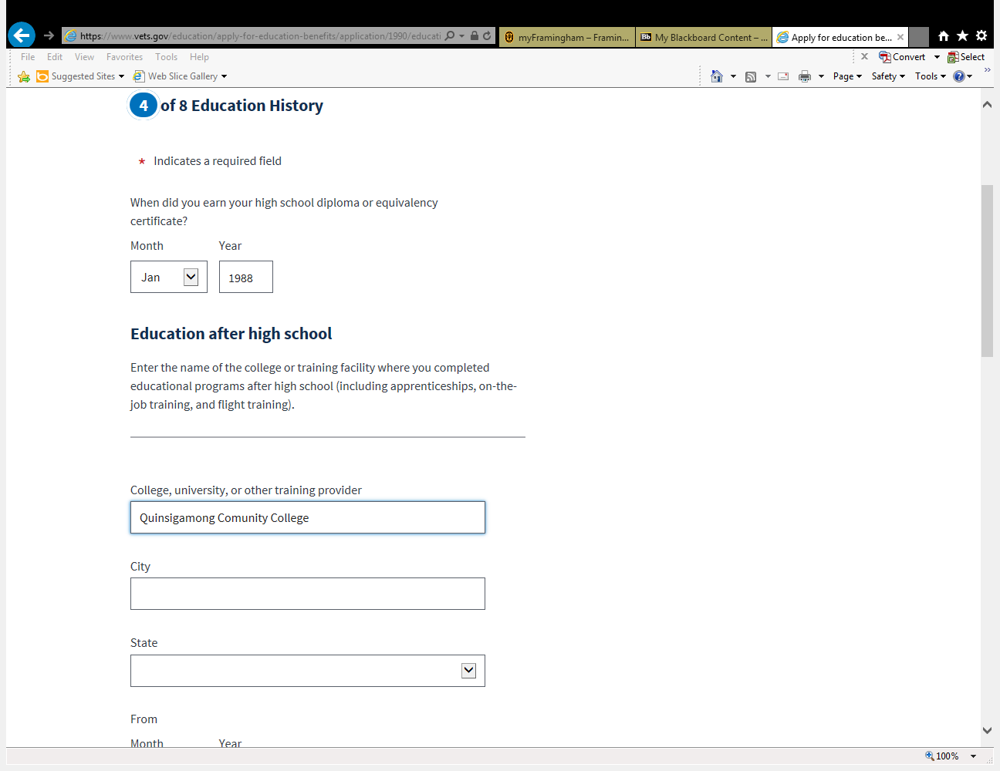 https://www.vets.gov/education/apply-for-education-benefits/application/1990/educati
myFramingham – Framin...
Bb My Blackboard Content – ...
Apply for education be...
File Edit View Favorites Tools Help
Convert Select
Suggested Sites Web Slice Gallery
Page Safety Tools
4 of 8 Education History
* Indicates a required field
When did you earn your high school diploma or equivalency
certificate?
Month Year
Jan 1988
Education after high school
Enter the name of the college or training facility where you completed
educational programs after high school (including apprenticeships, on-the-
job training, and flight training).
College, university, or other training provider
Quinsigamong Comunity College
City
State
From
Month Year
100%